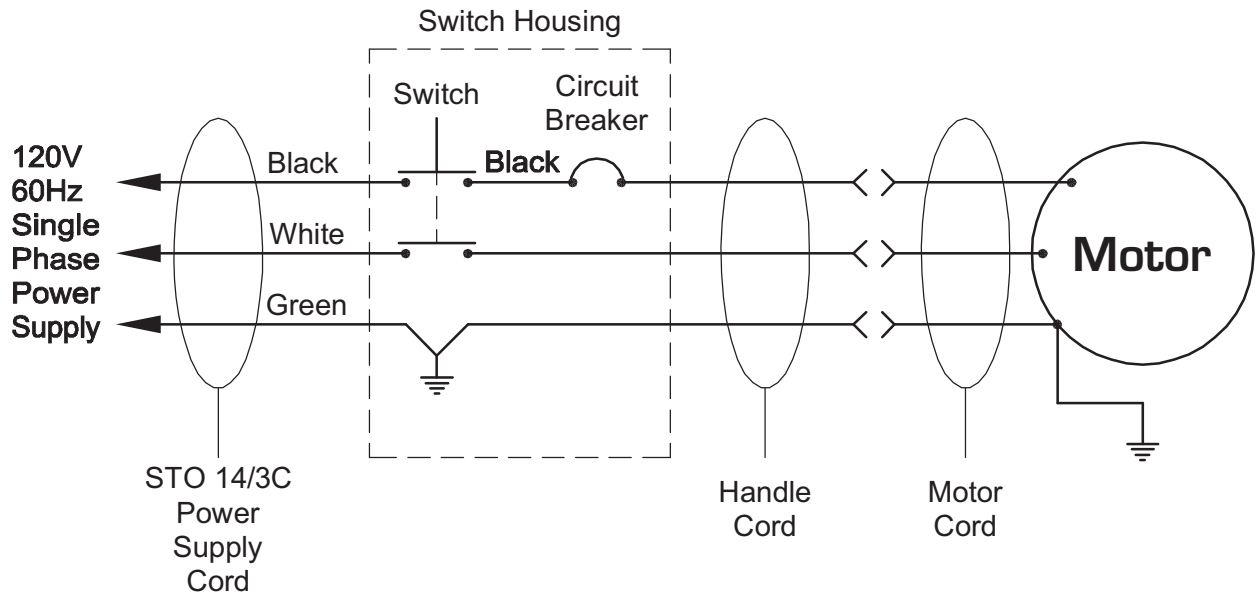 Switch Housing
Switch
Circuit
Breaker
120V
60Hz
Single
Phase
Power
Supply
Black
Black
White
Green
Motor
STO 14/3C
Power
Supply
Cord
Handle
Cord
Motor
Cord